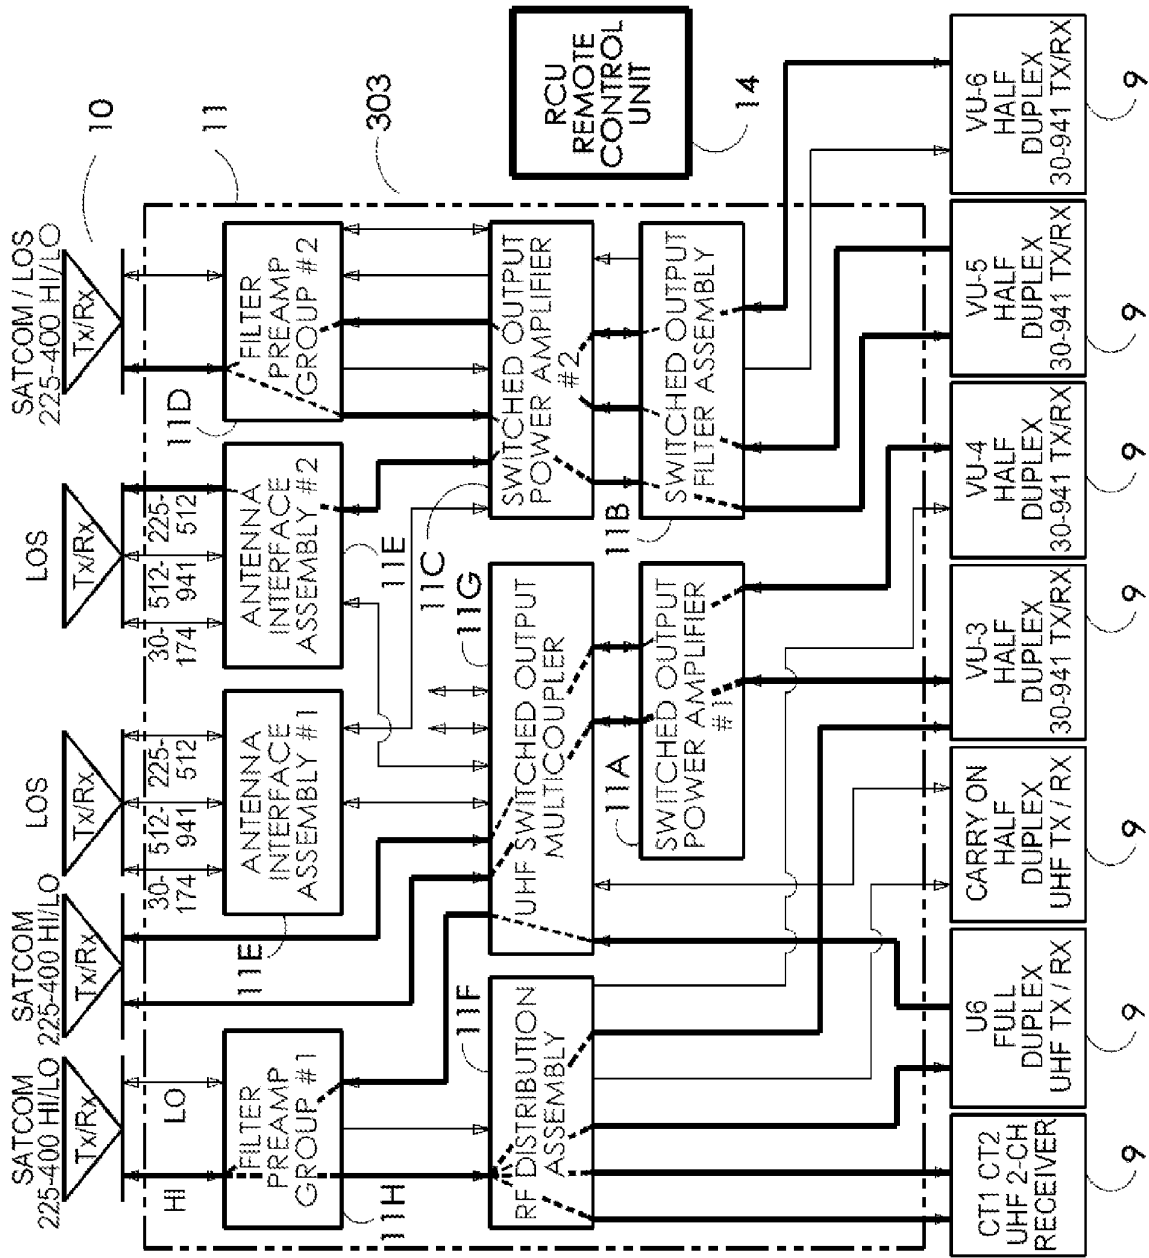 SATCOM
225-400 HI/LO
Tx/Rx
SATCOM
225-400 HI/LO
Tx/Rx
LOS
Tx/Rx
LOS
Tx/Rx
SATCOM / LOS
225-400 HI/LO
Tx/Rx
10
HI
LO
30-
174
512-
941
225-
512
30-
174
512-
941
225-
512
11
303
FILTER
PREAMP
GROUP #1
11H
ANTENNA
INTERFACE
ASSEMBLY #1
11E
ANTENNA
INTERFACE
ASSEMBLY #2
11E
FILTER
PREAMP
GROUP #2
11D
RF DISTRIBUTION
ASSEMBLY
11F
UHF SWITCHED OUTPUT
MULTICOUPLER
11G
SWITCHED OUTPUT
POWER AMPLIFIER
#2
11C
SWITCHED OUTPUT
POWER AMPLIFIER
#1
11A
SWITCHED OUTPUT
FILTER ASSEMBLY
11B
RCU
REMOTE
CONTROL
UNIT
14
CT1 CT2
UHF 2-CH
RECEIVER
9
U6
FULL
DUPLEX
UHF TX / RX
9
CARRY ON
HALF
DUPLEX
UHF TX / RX
9
VU-3
HALF
DUPLEX
30-941 TX/RX
9
VU-4
HALF
DUPLEX
30-941 TX/RX
9
VU-5
HALF
DUPLEX
30-941 TX/RX
9
VU-6
HALF
DUPLEX
30-941 TX/RX
9